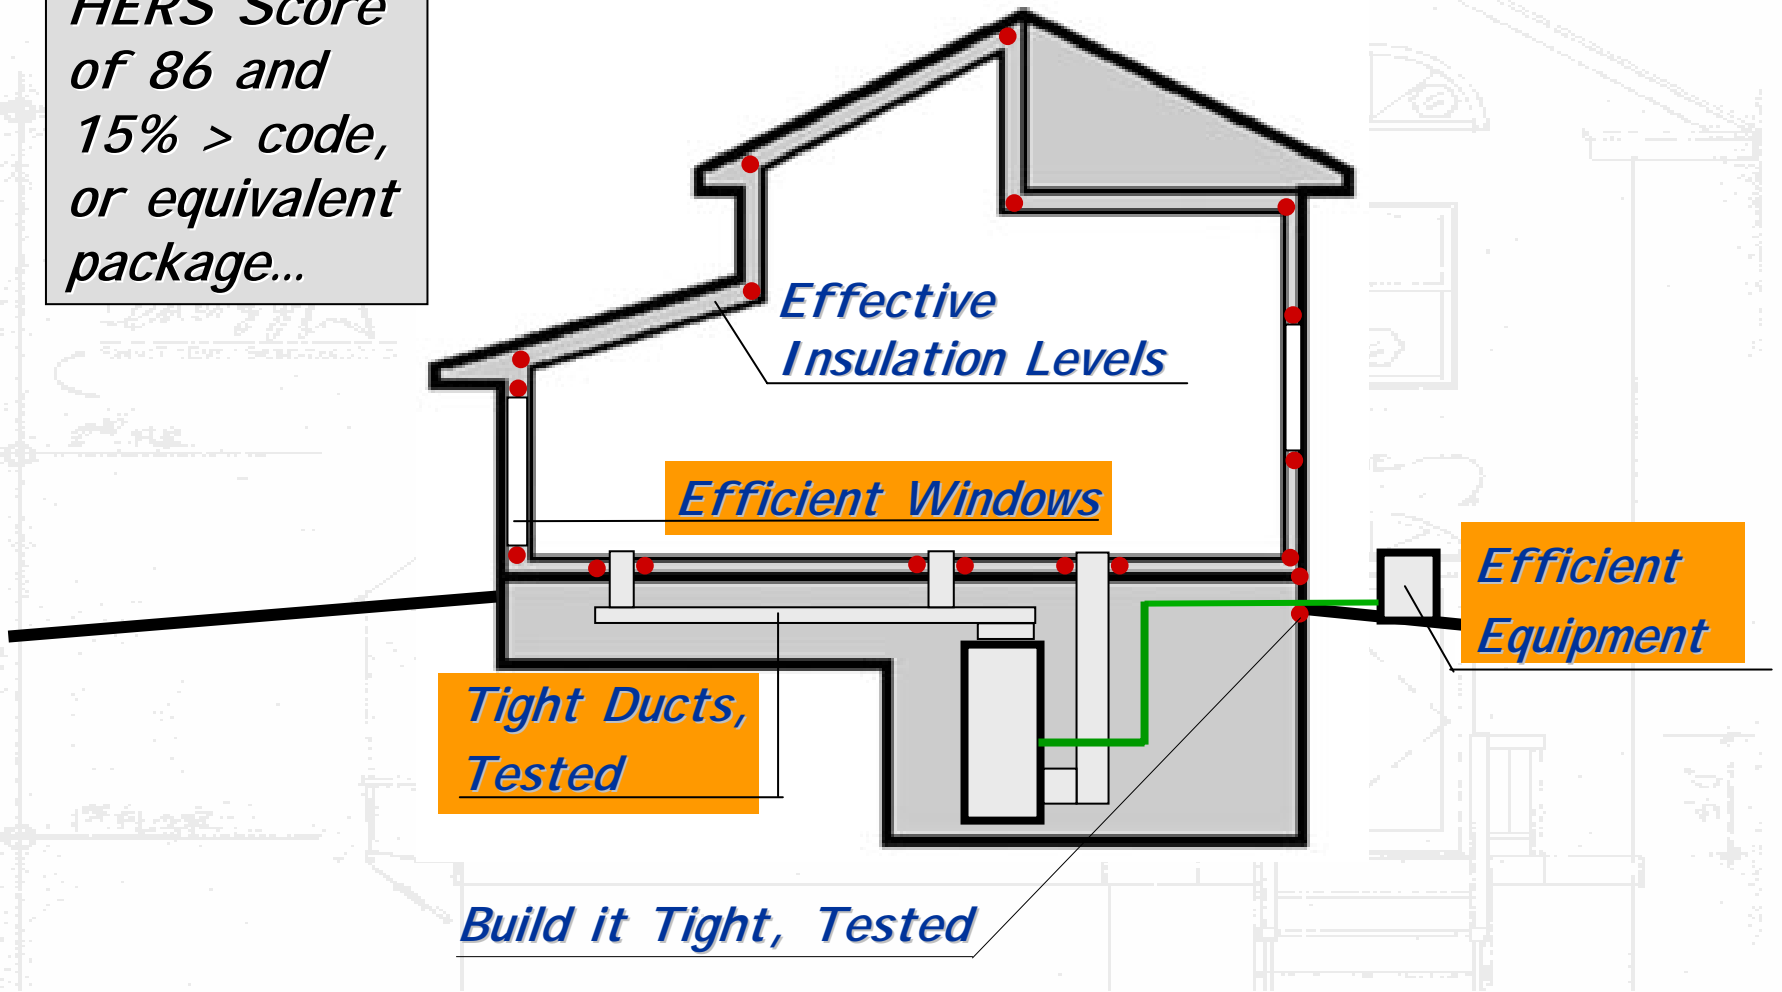 HERS Score
of 86 and
15% > code,
or equivalent
package...
Effective
Insulation Levels
Efficient Windows
Efficient
Equipment
Tight Ducts,
Tested
Build it Tight, Tested